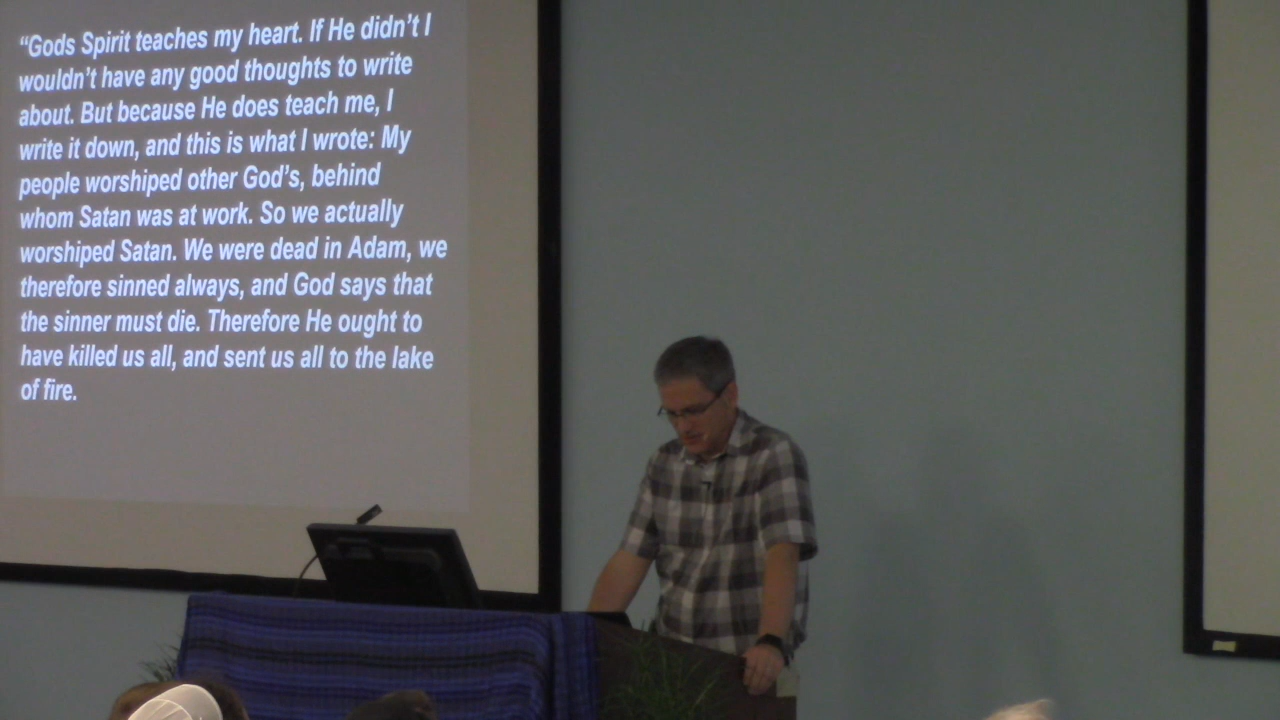 “Gods Spirit teaches my heart. If He didn’t I
wouldn’t have any good thoughts to write
about. But because He does teach me, I
write it down, and this is what I wrote: My
people worshiped other God’s, behind
whom Satan was at work. So we actually
worshiped Satan. We were dead in Adam, we
therefore sinned always, and God says that
the sinner must die. Therefore He ought to
have killed us all, and sent us all to the lake
of fire.